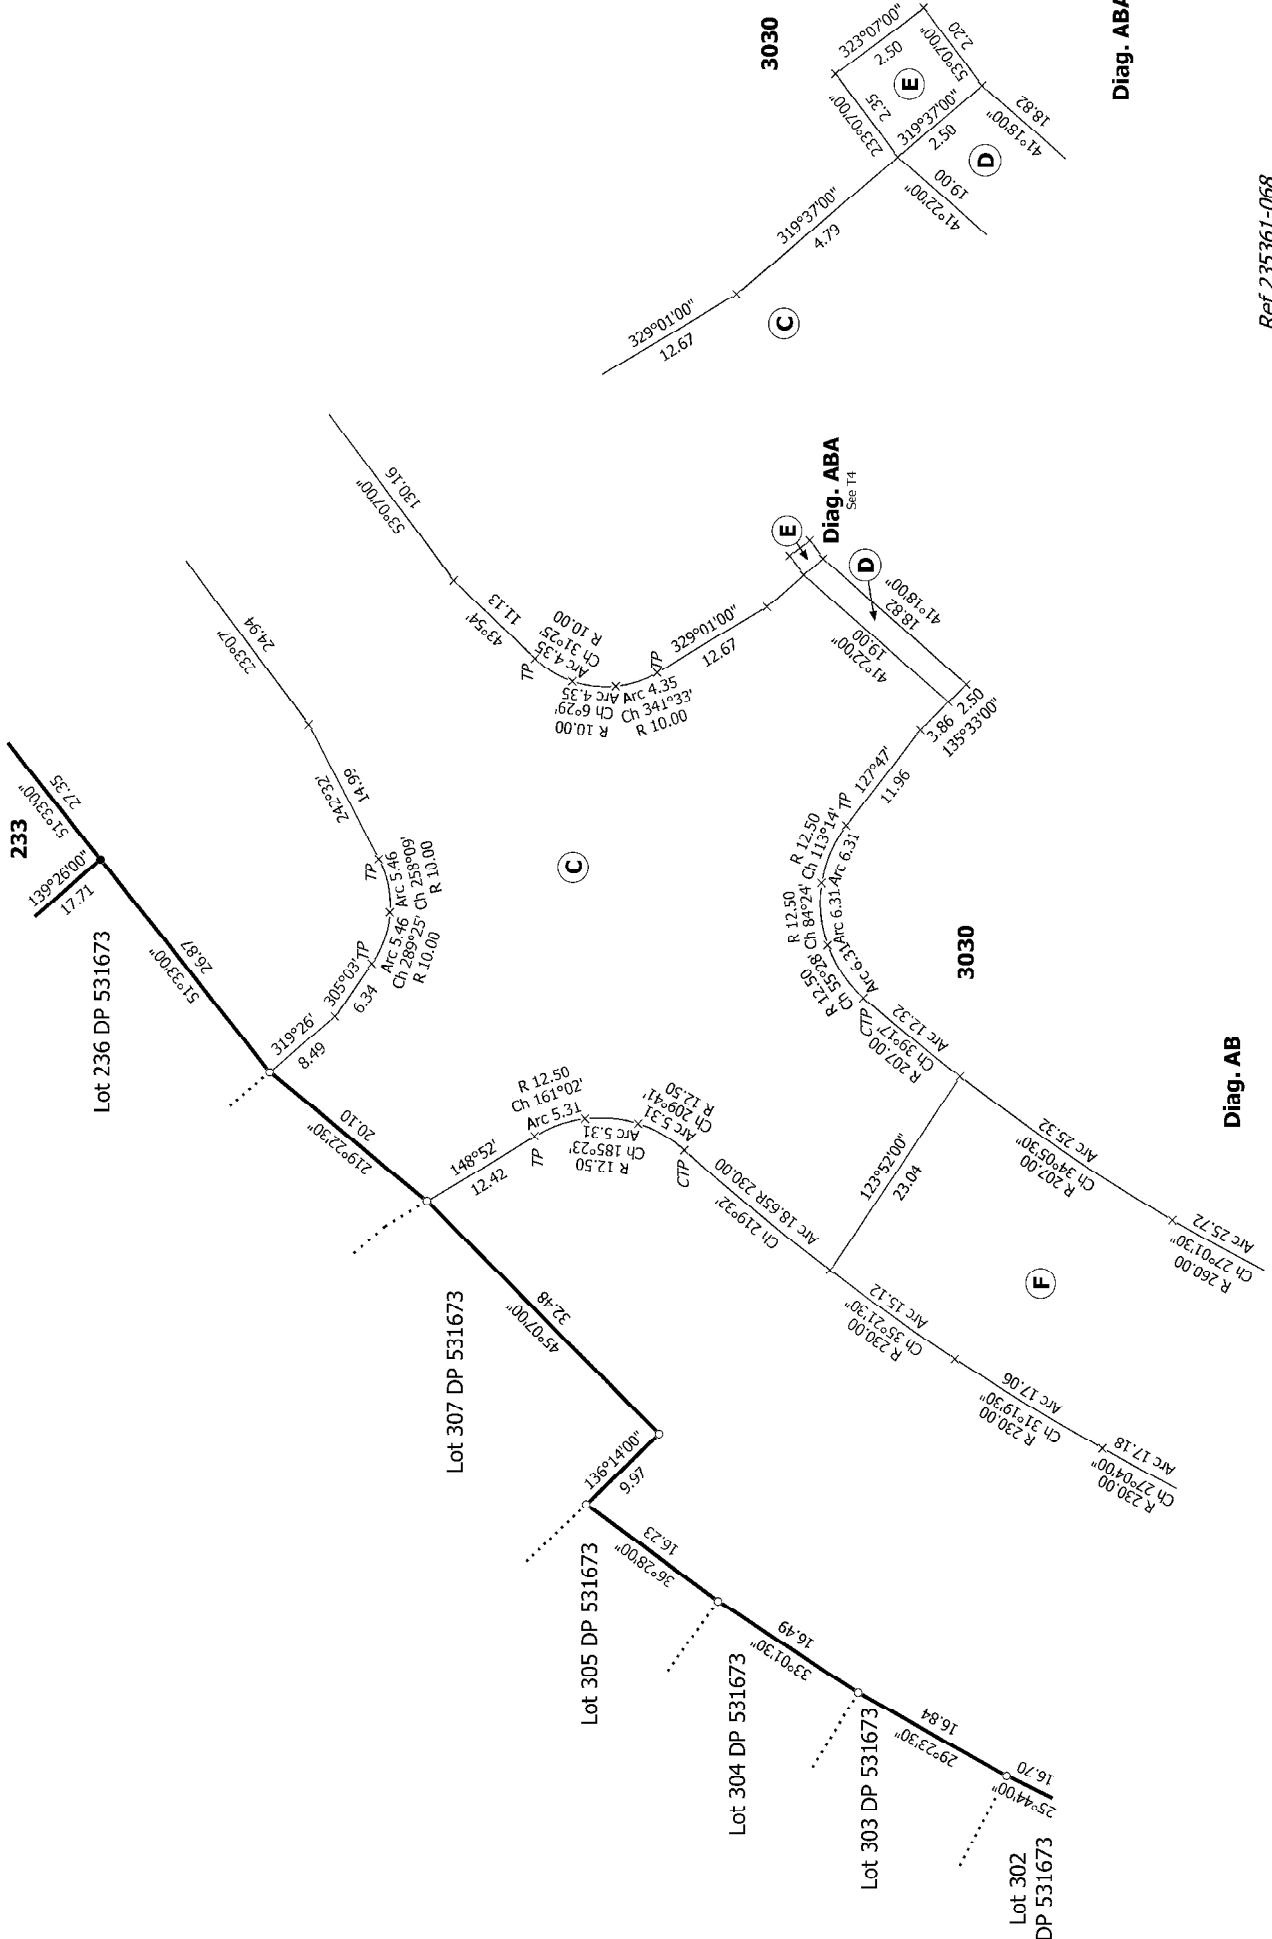 233
139°26'00"
17.71
51°33'00"
27.35
Lot 236 DP 531673
51°33'00"
26.87
319°26'
8.49
305°03'
6.34
TP
Arc 5.46
Ch 289°25'
R 10.00
Arc 5.46
Ch 258°09'
R 10.00
TP
242°32'
14.99
233°07'
24.94
219°22'30"
20.10
148°52'
12.42
TP
R 12.50
Ch 161°02'
Arc 5.31
Arc 5.31
Ch 185°23'
R 12.50
Arc 5.31
Ch 209°41'
R 12.50
CTP
Arc 18.65
R 230.00
Ch 219°32'
Lot 307 DP 531673
45°07'00"
32.48
136°14'00"
9.97
Lot 305 DP 531673
36°28'00"
16.23
Lot 304 DP 531673
33°01'30"
16.49
Lot 303 DP 531673
29°23'30"
16.84
Lot 302
DP 531673
25°44'00"
16.70
Arc 15.12
Ch 35°21'30"
R 230.00
Arc 17.06
Ch 31°19'30"
R 230.00
Arc 17.18
Ch 27°04'00"
R 230.00
F
123°52'00"
23.04
Arc 12.32
Ch 39°17'
R 207.00
CTP
Arc 25.32
Ch 34°05'30"
R 207.00
Arc 25.72
Ch 27°01'30"
R 260.00
R 12.50
Ch 55°28'
Arc 6.31
R 12.50
Ch 84°24'
Arc 6.31
R 12.50
Ch 113°14'
Arc 6.31
TP
127°47'
11.96
3.86
2.50
135°33'00"
3030
C
53°07'00"
130.16
43°54'
11.13
TP
Arc 4.35
Ch 31°25'
R 10.00
Arc 4.35
Ch 6°29'
R 10.00
Arc 4.35
Ch 341°33'
R 10.00
TP
329°01'00"
12.67
41°22'00"
19.00
18.82
41°18'00"
D
E
Diag. ABA
See T4
Diag. AB
3030
329°01'00"
12.67
319°37'00"
4.79
C
233°07'00"
2.35
323°07'00"
2.50
E
53°07'00"
2.20
319°37'00"
2.50
D
41°22'00"
19.00
41°18'00"
18.82
Diag. ABA
Ref 235361-068